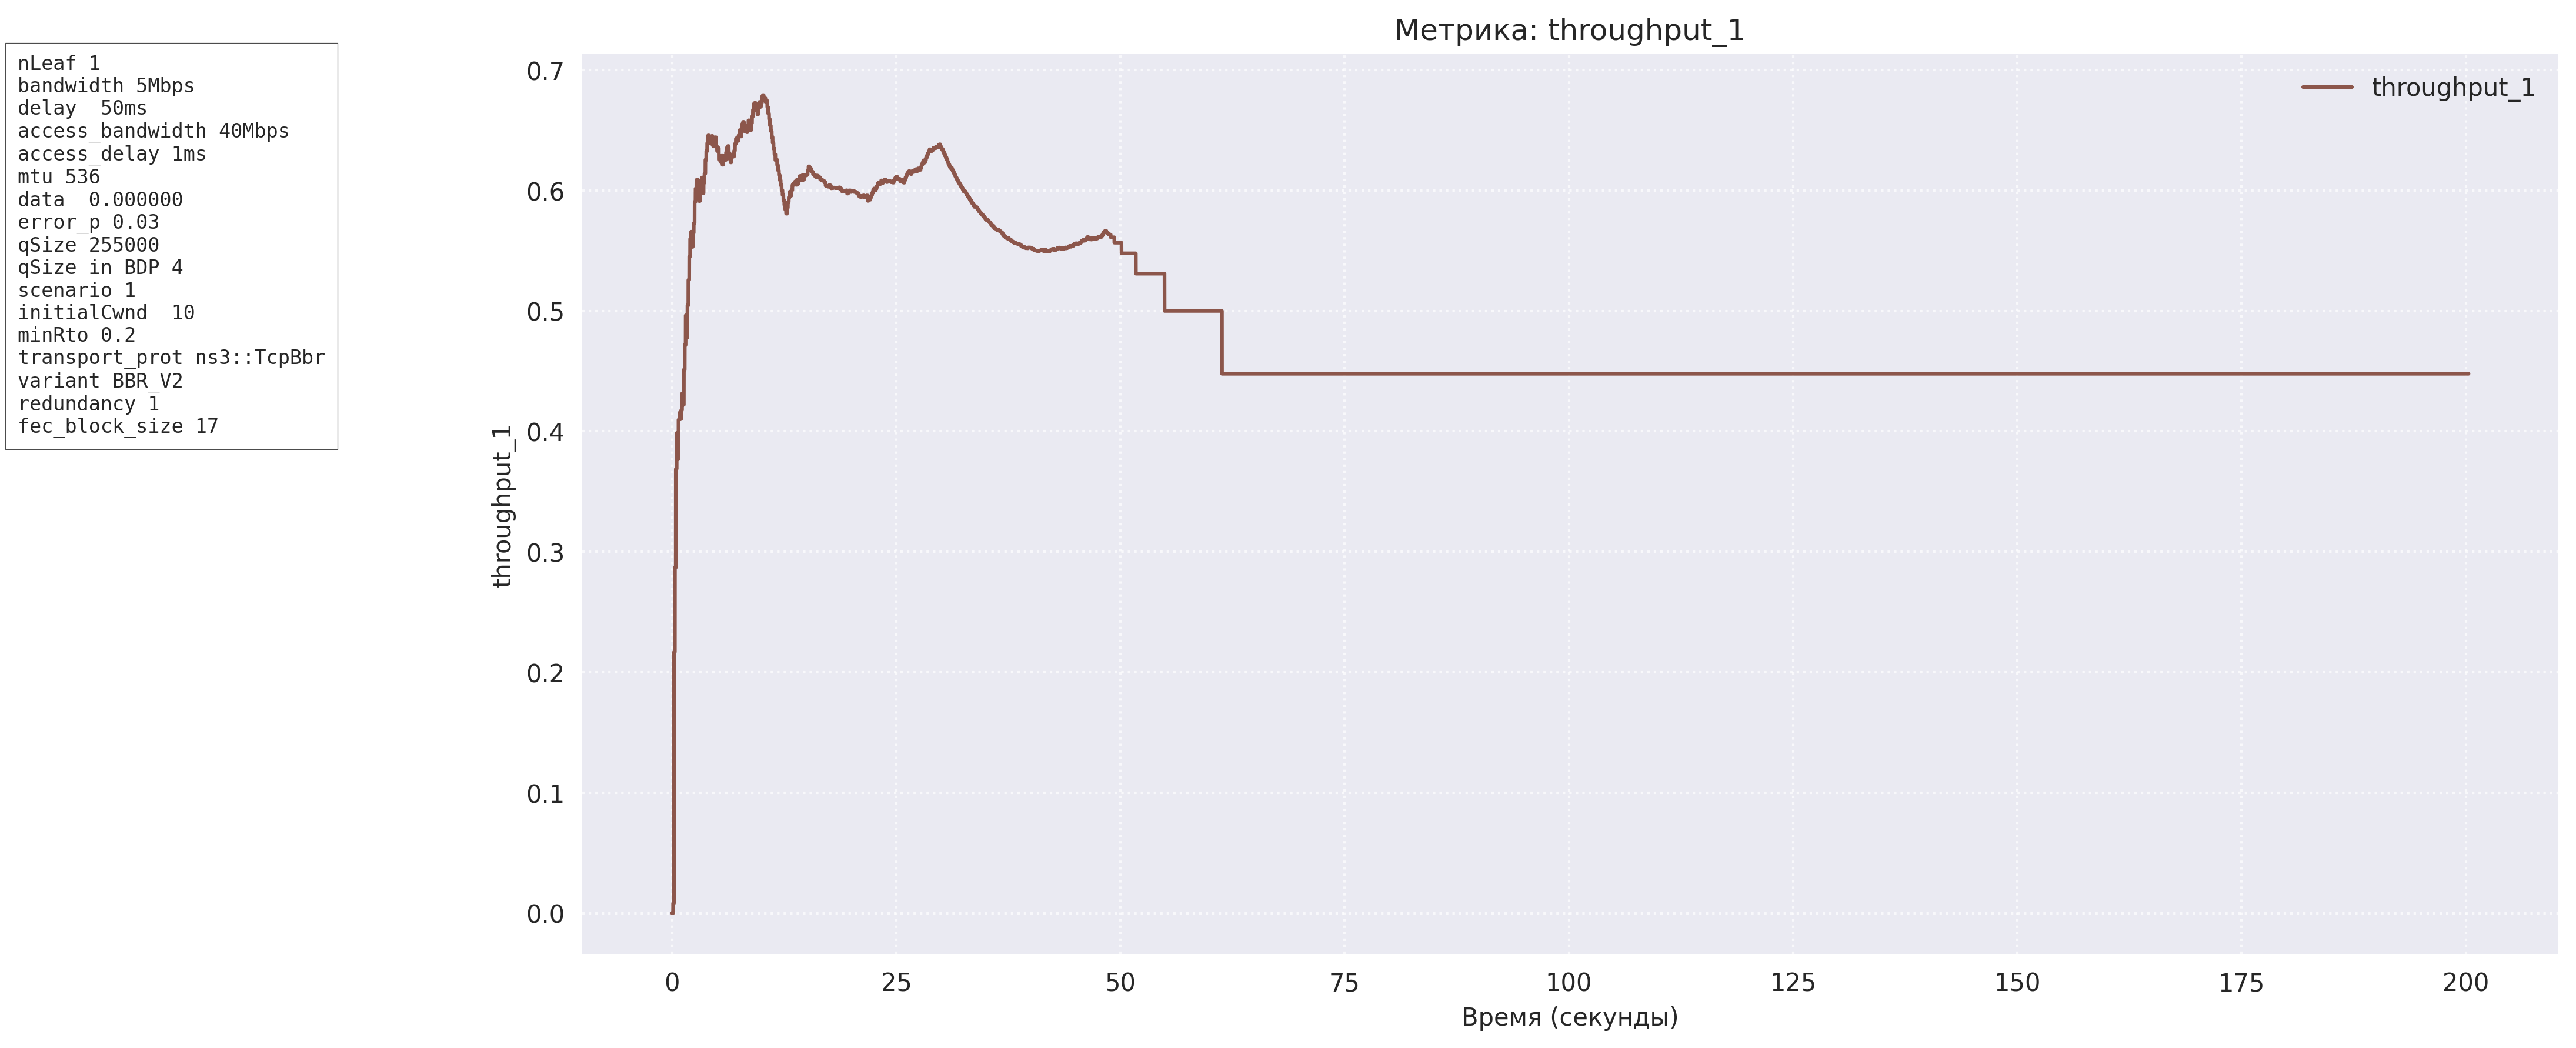 Метрика: throughput_1
nLeaf 1
bandwidth 5Mbps
delay  50ms
access_bandwidth 40Mbps
access_delay 1ms
mtu 536
data  0.000000
error_p 0.03
qSize 255000
qSize in BDP 4
scenario 1
initialCwnd  10
minRto 0.2
transport_prot ns3::TcpBbr
variant BBR_V2
redundancy 1
fec_block_size 17
throughput_1
throughput_1
0.7
0.6
0.5
0.4
0.3
0.2
0.1
0.0
0 25 50 75 100 125 150 175 200
Время (секунды)